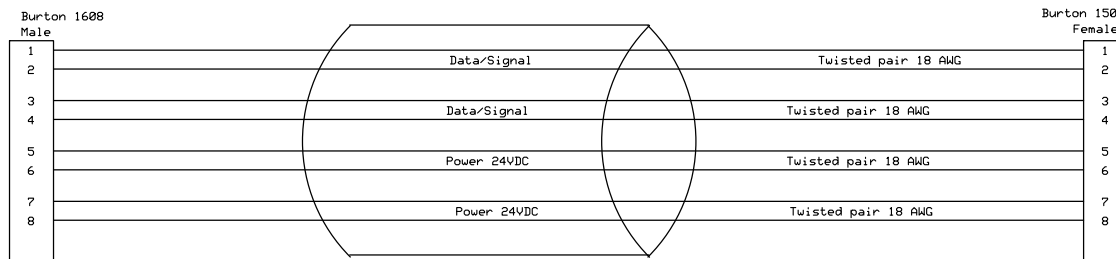 Burton 1608
Male
Burton 150
Female
1 Data/Signal Twisted pair 18 AWG 1
2 2
3 Data/Signal Twisted pair 18 AWG 3
4 4
5 Power 24VDC Twisted pair 18 AWG 5
6 6
7 Power 24VDC Twisted pair 18 AWG 7
8 8